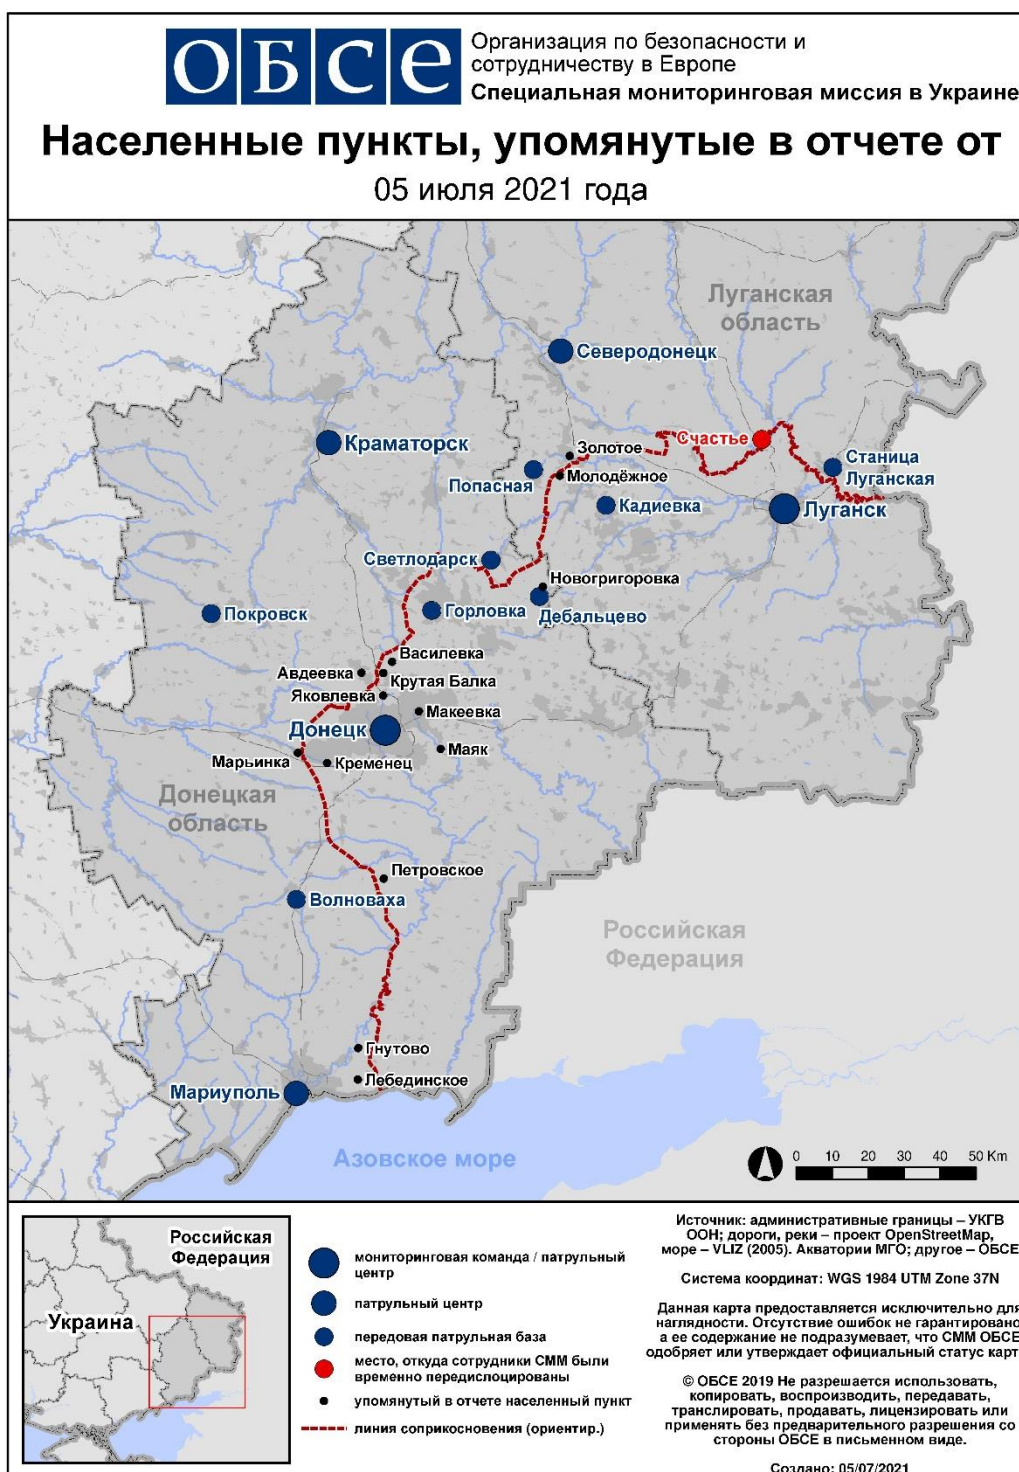 ОБСЕ
Организация по безопасности и
сотрудничеству в Европе
Специальная мониторинговая миссия в Украине
Населенные пункты, упомянутые в отчете от
05 июля 2021 года
Луганская
область
Северодонецк
Счастье
Краматорск
Золотое
Станица
Луганская
Попасная
Молодёжное
Кадиевка
Луганск
Светлодарск
Новогригоровка
Покровск
Горловка
Дебальцево
Василевка
Авдеевка
Крутая Балка
Яковлевка
Макеевка
Донецк
Маяк
Марьинка
Кременец
Донецкая
область
Петровское
Волноваха
Российская
Федерация
Гнутово
Лебединское
Мариуполь
Азовское море
0 10 20 30 40 50 Km
Российская
Федерация
Украина
мониторинговая команда / патрульный
центр
патрульный центр
передовая патрульная база
место, откуда сотрудники СММ были
временно передислоцированы
упомянутый в отчете населенный пункт
линия соприкосновения (ориентир.)
Источник: административные границы – УКГВ
ООН; дороги, реки – проект OpenStreetMap,
море – VLIZ (2005). Акватории МГО; другое – ОБСЕ
Система координат: WGS 1984 UTM Zone 37N
Данная карта предоставляется исключительно для
наглядности. Отсутствие ошибок не гарантировано
а ее содержание не подразумевает, что СММ ОБСЕ
одобряет или утверждает официальный статус карт
© ОБСЕ 2019 Не разрешается использовать,
копировать, воспроизводить, передавать,
транслировать, продавать, лицензировать или
применять без предварительного разрешения со
стороны ОБСЕ в письменном виде.
Создано: 05/07/2021